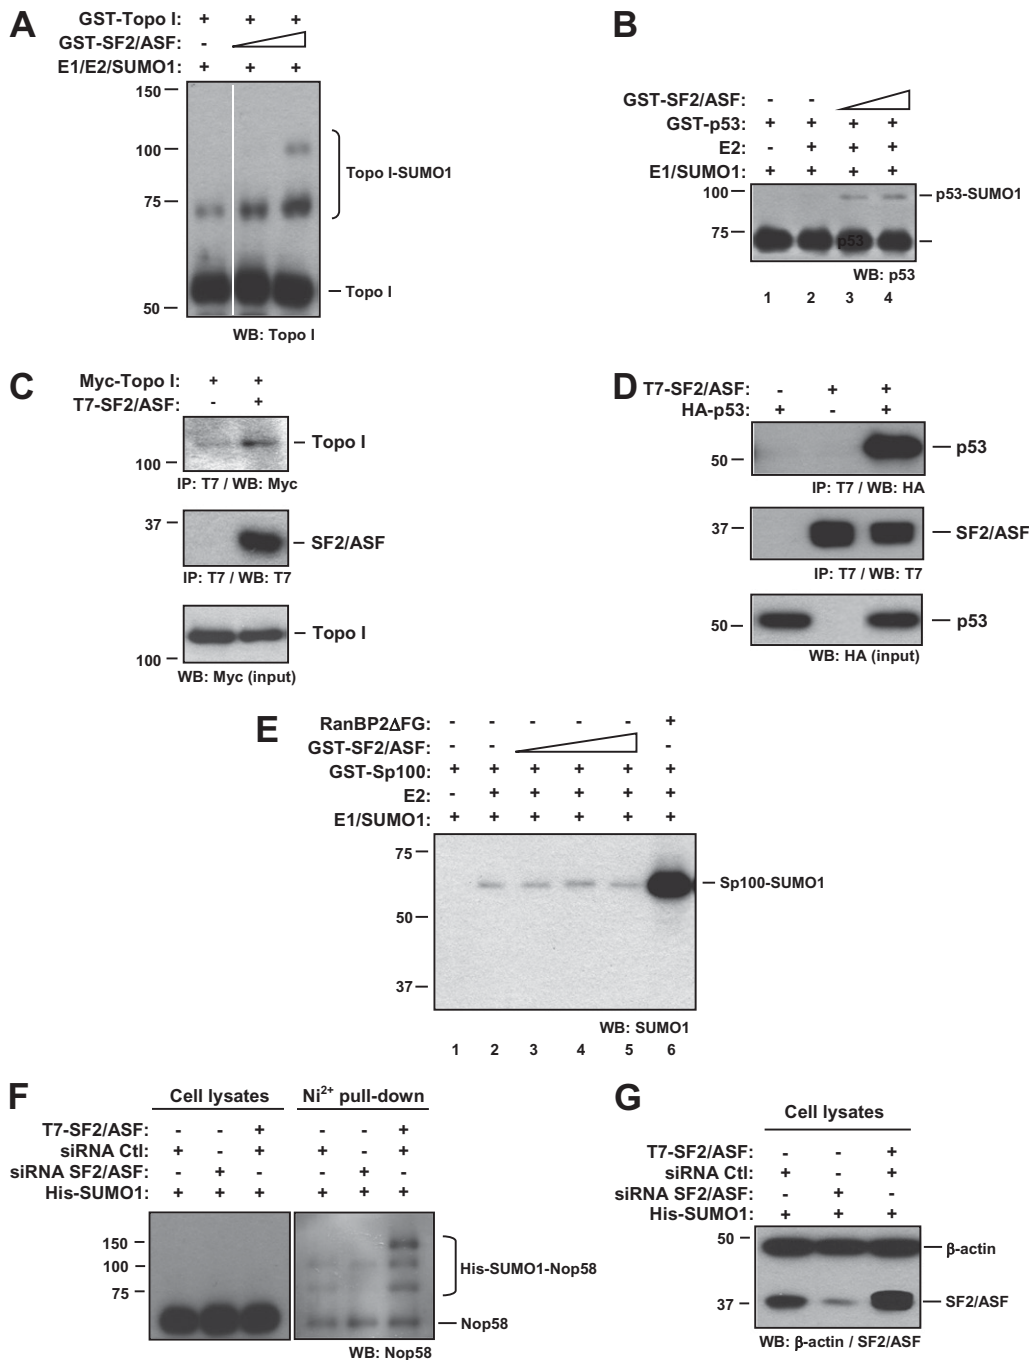 A
GST-Topo I: + + +
GST-SF2/ASF: -
E1/E2/SUMO1: + + +
150
100
75
50
Topo I-SUMO1
Topo I
WB: Topo I
B
GST-SF2/ASF: - -
GST-p53: + + + +
E2: - + + +
E1/SUMO1: + + + +
100
75
p53-SUMO1
p53
WB: p53
1 2 3 4
C
Myc-Topo I: + +
T7-SF2/ASF: - +
100
Topo I
IP: T7 / WB: Myc
37
SF2/ASF
IP: T7 / WB: T7
Topo I
100
WB: Myc (input)
D
T7-SF2/ASF: - + +
HA-p53: + - +
50
p53
IP: T7 / WB: HA
37
SF2/ASF
IP: T7 / WB: T7
50
p53
WB: HA (input)
E
RanBP2ΔFG: - - - - - +
GST-SF2/ASF: - - -
GST-Sp100: + + + + + +
E2: - + + + + +
E1/SUMO1: + + + + + +
75
50
37
Sp100-SUMO1
WB: SUMO1
1 2 3 4 5 6
F
Cell lysates Ni2+ pull-down
T7-SF2/ASF: - - + - - +
siRNA Ctl: + - + + - +
siRNA SF2/ASF: - + - - + -
His-SUMO1: + + + + + +
150
100
75
His-SUMO1-Nop58
Nop58
WB: Nop58
G
Cell lysates
T7-SF2/ASF: - - +
siRNA Ctl: + - +
siRNA SF2/ASF: - + -
His-SUMO1: + + +
50
37
β-actin
SF2/ASF
WB: β-actin / SF2/ASF